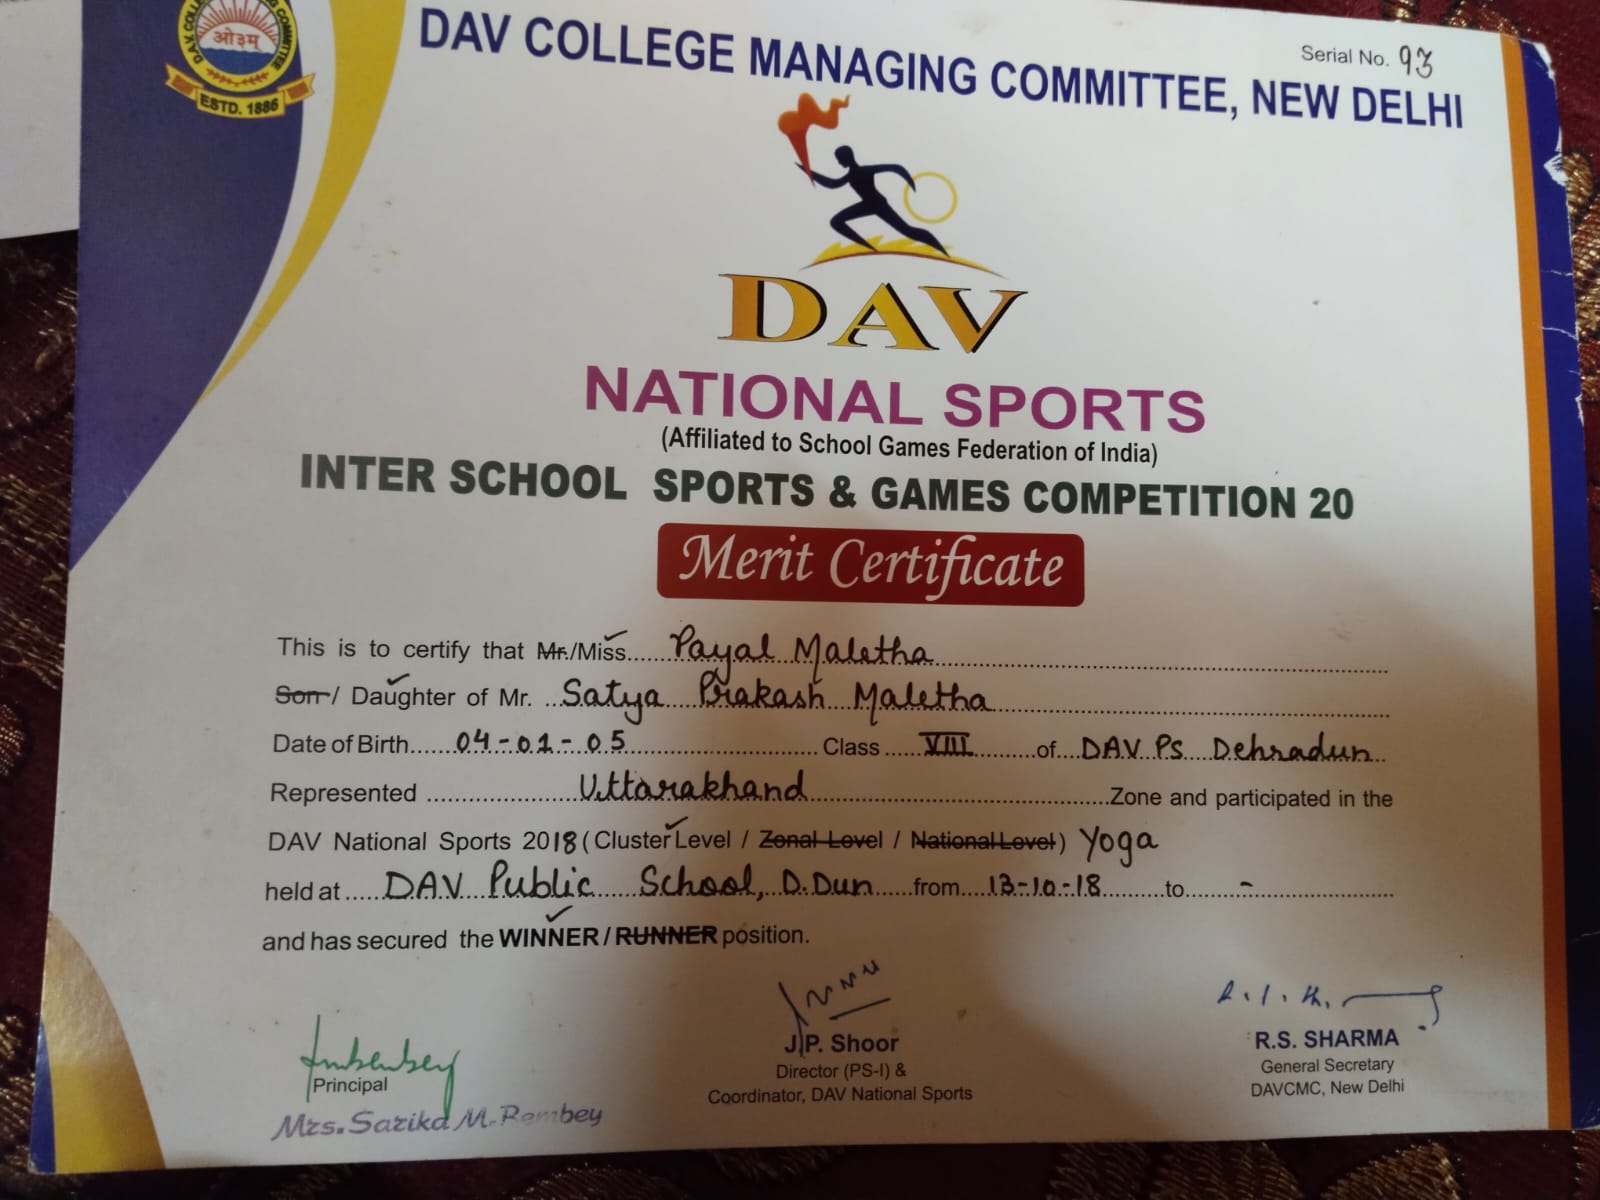 ओ३म्
ESTD. 1886
Serial No. 93
DAV COLLEGE MANAGING COMMITTEE, NEW DELHI
DAV
NATIONAL SPORTS
(Affiliated to School Games Federation of India)
INTER SCHOOL SPORTS & GAMES COMPETITION 20
Merit Certificate
This is to certify that Mr./Miss..... Payal Maletha
Son / Daughter of Mr. ...Satya Prakash Maletha
Date of Birth......04-01-05........ Class ....VIII......of....DAV PS Dehradun...
Represented ..........Uttarakhand..........Zone and participated in the
DAV National Sports 2018 (Cluster Level / Zonal Level / National Level) Yoga
held at ......DAV Public School, D.Dun.....from....13-10-18........to......-......
and has secured the WINNER / RUNNER position.
Principal
Mrs. Sarika M. Rembey
J.P. Shoor
Director (PS-I) &
Coordinator, DAV National Sports
R.S. SHARMA
General Secretary
DAVCMC, New Delhi